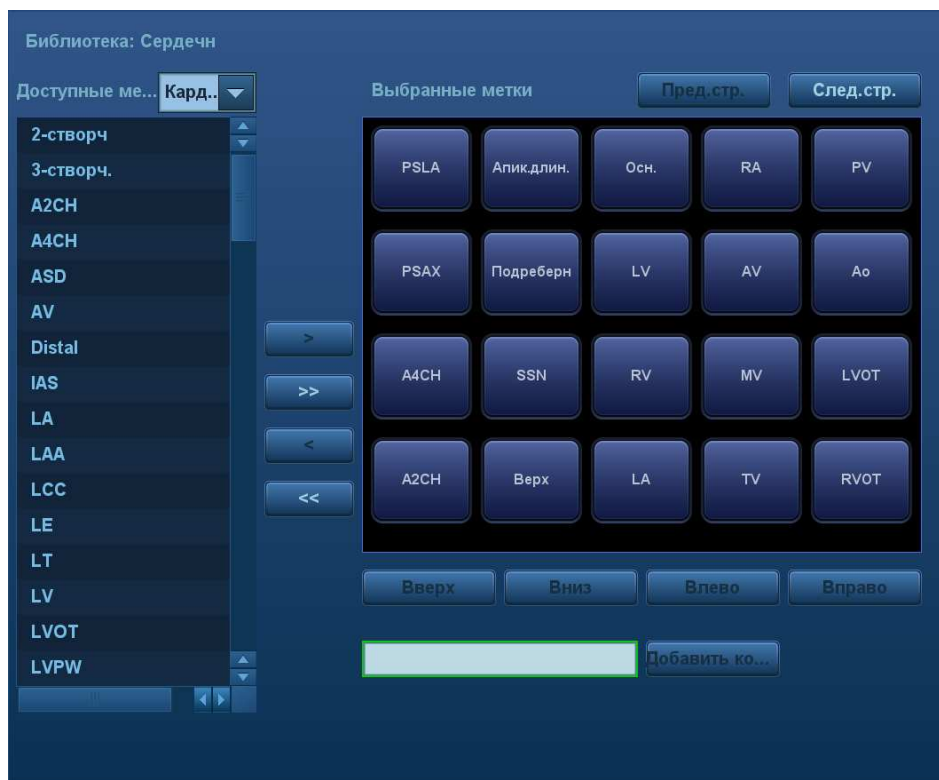 Библиотека: Сердечн
Доступные ме... Кард..
Выбранные метки Пред.стр. След.стр.
2-створч
3-створч.
A2CH
A4CH
ASD
AV
Distal
IAS
LA
LAA
LCC
LE
LT
LV
LVOT
LVPW
>
>>
<
<<
PSLA Апик.длин. Осн. RA PV
PSAX Подреберн LV AV Ао
A4CH SSN RV MV LVOT
A2CH Верх LA TV RVOT
Вверх Вниз Влево Вправо
Добавить ко...